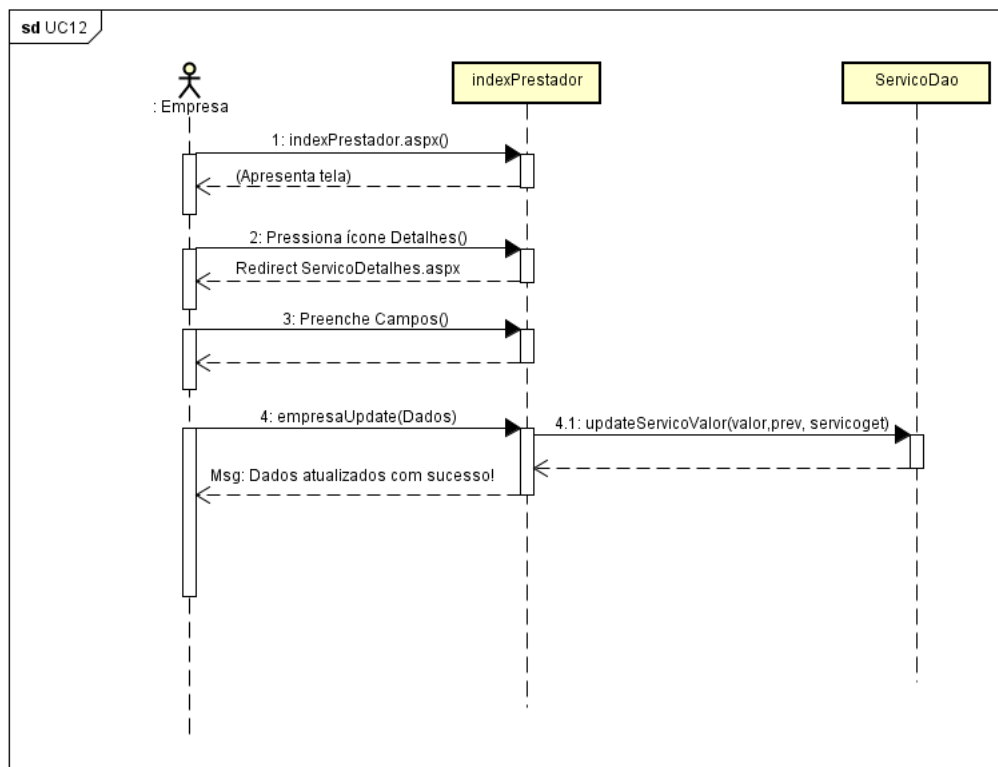 sd UC12
: Empresa
indexPrestador
ServicoDao
1: indexPrestador.aspx()
(Apresenta tela)
2: Pressiona ícone Detalhes()
Redirect ServicoDetalhes.aspx
3: Preenche Campos()
4: empresaUpdate(Dados)
4.1: updateServicoValor(valor,prev, servicoget)
Msg: Dados atualizados com sucesso!